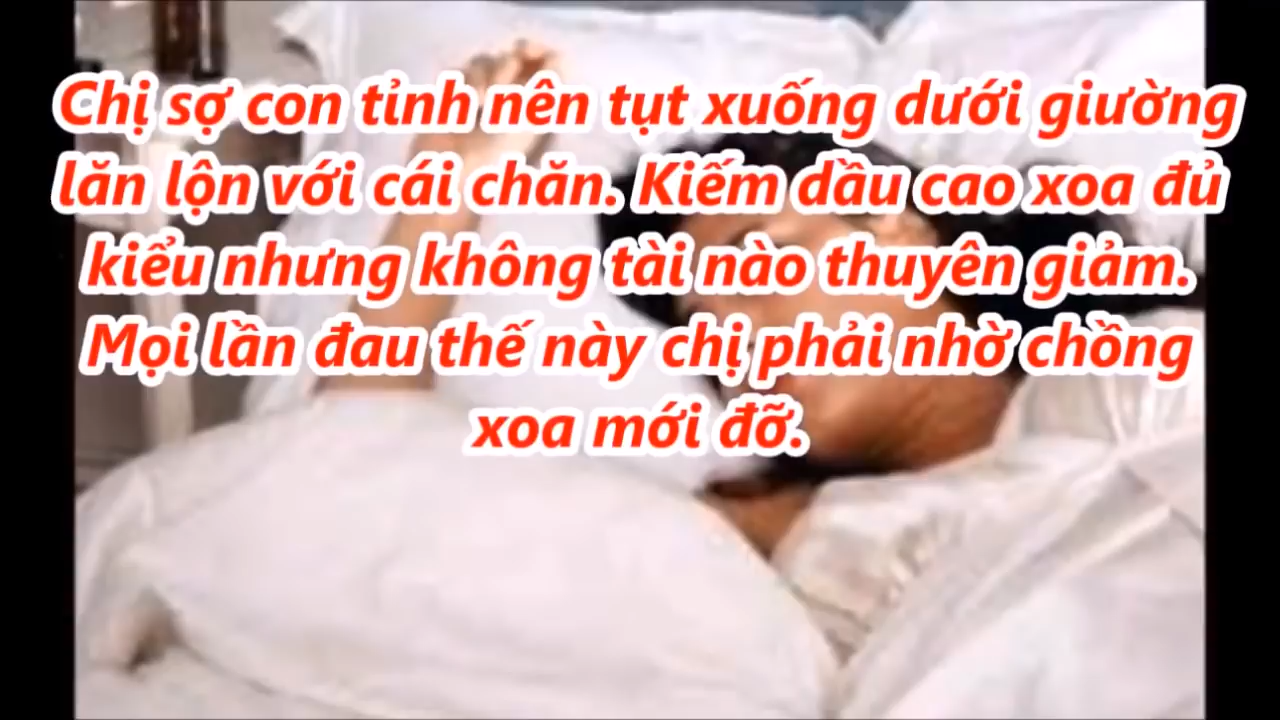 Chị sợ con tỉnh nên tụt xuống dưới giường
lăn lộn với cái chăn. Kiếm dầu cao xoa đủ
kiểu nhưng không tài nào thuyên giảm.
Mọi lần đau thế này chị phải nhờ chồng
xoa mới đỡ.